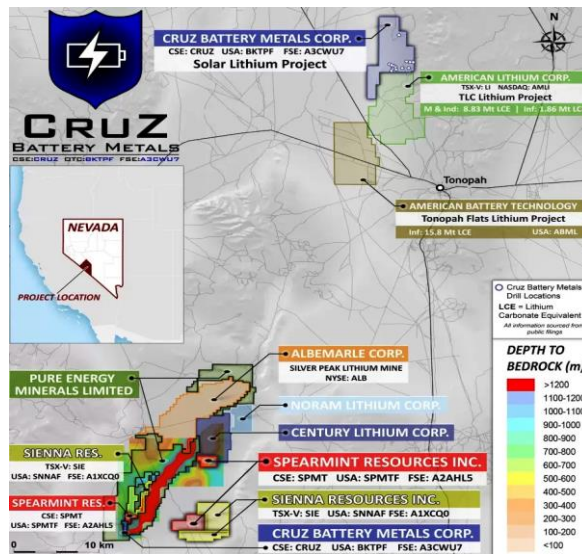 CRUZ
BATTERY METALS
CSE:CRUZ OTC:BKTPF FSE:A3CWU7
CRUZ BATTERY METALS CORP.
CSE: CRUZ USA: BKTPF FSE: A3CWU7
Solar Lithium Project
N
AMERICAN LITHIUM CORP.
TSX-V: LI NASDAQ: AMLI
TLC Lithium Project
M & Ind: 8.83 Mt LCE | Inf: 1.86 Mt LC
Tonopah
AMERICAN BATTERY TECHNOLOGY
Tonopah Flats Lithium Project
Inf: 15.8 Mt LCE USA: ABML
NEVADA
PROJECT LOCATION
Cruz Battery Metals
Drill Locations
LCE = Lithium
Carbonate Equivalent
All information sourced from
public filings
DEPTH TO
BEDROCK (m)
>1200
1100-1200
1000-1100
900-1000
800-900
700-800
600-700
500-600
400-500
300-400
200-300
100-200
<100
ALBEMARLE CORP.
SILVER PEAK LITHIUM MINE
NYSE: ALB
PURE ENERGY
MINERALS LIMITED
NORAM LITHIUM CORP.
CENTURY LITHIUM CORP.
SIENNA RES.
TSX-V: SIE
USA: SNNAF FSE: A1XCQ0
SPEARMINT RESOURCES INC.
CSE: SPMT USA: SPMTF FSE: A2AHL5
SPEARMINT RES.
CSE: SPMT
USA: SPMTF FSE: A2AHL5
SIENNA RESOURCES INC.
TSX-V: SIE USA: SNNAF FSE: A1XCQ0
CRUZ BATTERY METALS CORP.
CSE: CRUZ USA: BKTPF FSE: A3CWU7
0 10 km